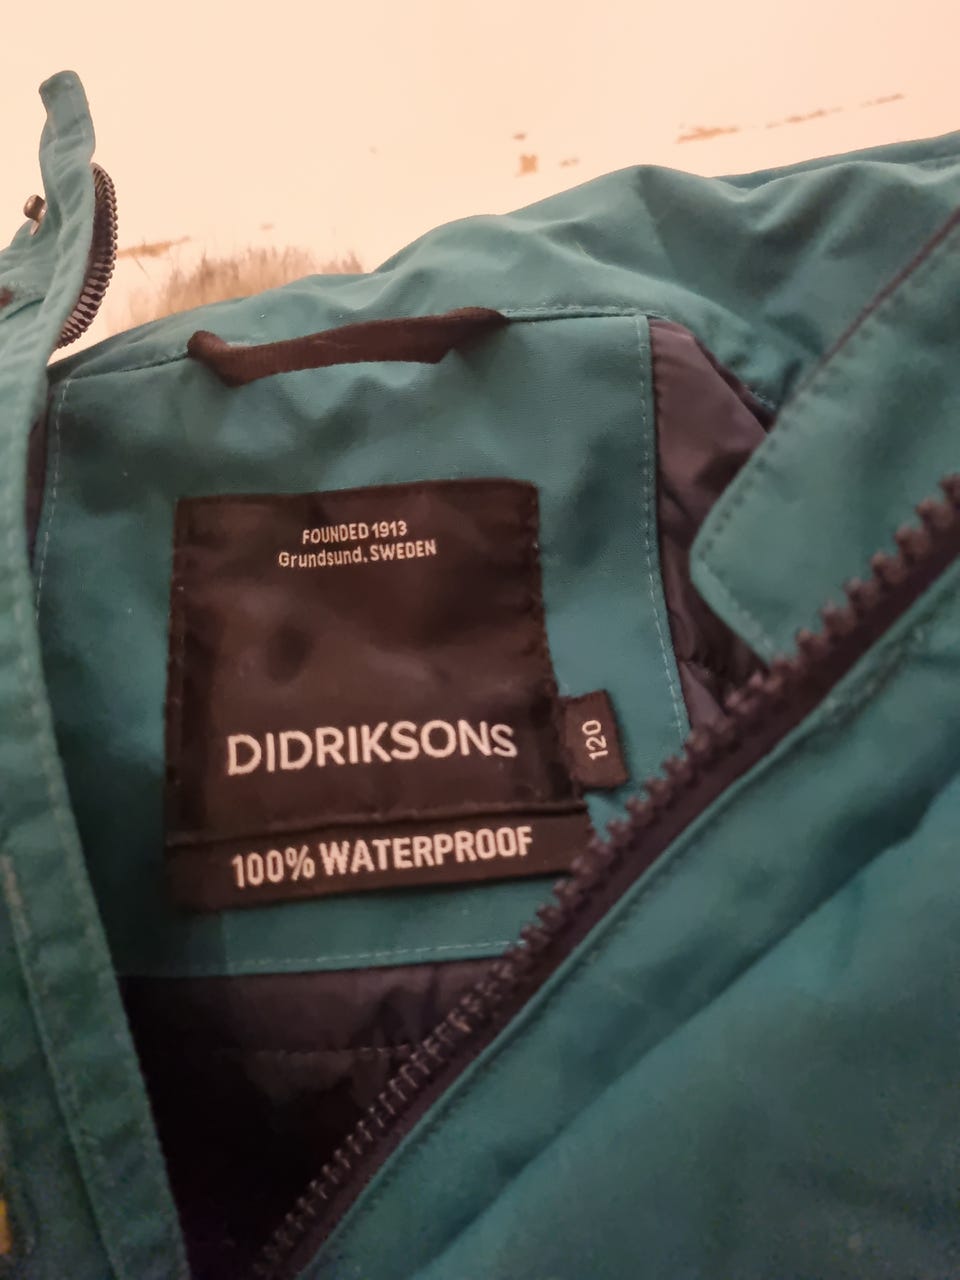 FOUNDED 1913
Grundsund, SWEDEN
DIDRIKSONS
120
100% WATERPROOF